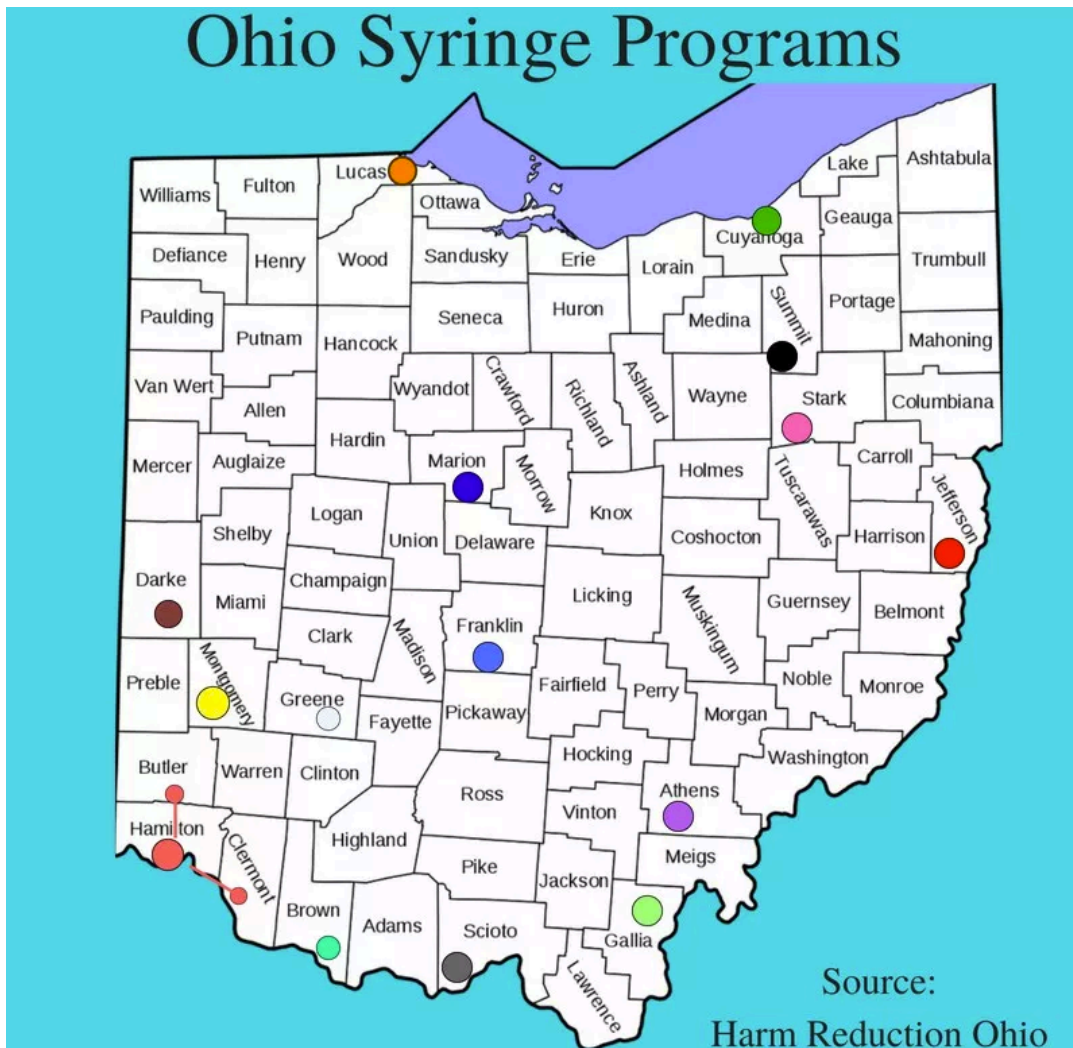 Ohio Syringe Programs
Lake
Ashtabula
Lucas
Fulton
Williams
Ottawa
Geauga
Cuyahoga
Defiance
Henry
Wood
Sandusky
Erie
Lorain
Trumbull
Paulding
Putnam
Hancock
Seneca
Huron
Medina
Summit
Portage
Mahoning
Van Wert
Allen
Wyandot
Crawford
Richland
Ashland
Wayne
Stark
Columbiana
Mercer
Auglaize
Hardin
Marion
Morrow
Holmes
Tuscarawas
Carroll
Jefferson
Shelby
Logan
Union
Delaware
Knox
Coshocton
Harrison
Darke
Miami
Champaign
Licking
Muskingum
Guernsey
Belmont
Clark
Madison
Franklin
Preble
Montgomery
Greene
Fayette
Pickaway
Fairfield
Perry
Morgan
Noble
Monroe
Butler
Warren
Clinton
Ross
Hocking
Washington
Hamilton
Clermont
Highland
Vinton
Athens
Pike
Jackson
Meigs
Brown
Adams
Scioto
Gallia
Lawrence
Source:
Harm Reduction Ohio